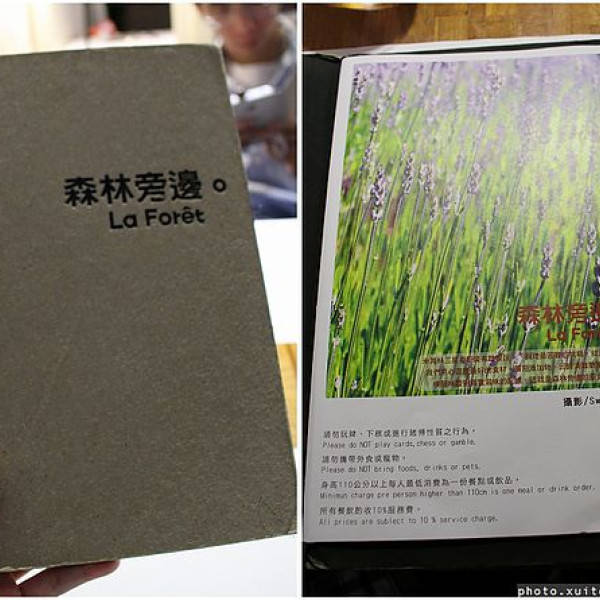 森林旁邊。
La Forêt
森林旁邊
La For
攝影/Sw
請勿玩牌、下棋或進行賭博性質之行為。
Please do NOT play cards,chess or gamble.
請勿攜帶外食或寵物。
Please do NOT bring foods, drinks or pets.
身高110公分以上每人最低消費為一份餐點或飲品。
Minimun charge pre person higher than 110cm is one meal or drink order.
所有餐飲酌收10%服務費。
All prices are subject to 10 % service charge.
photo.xuite